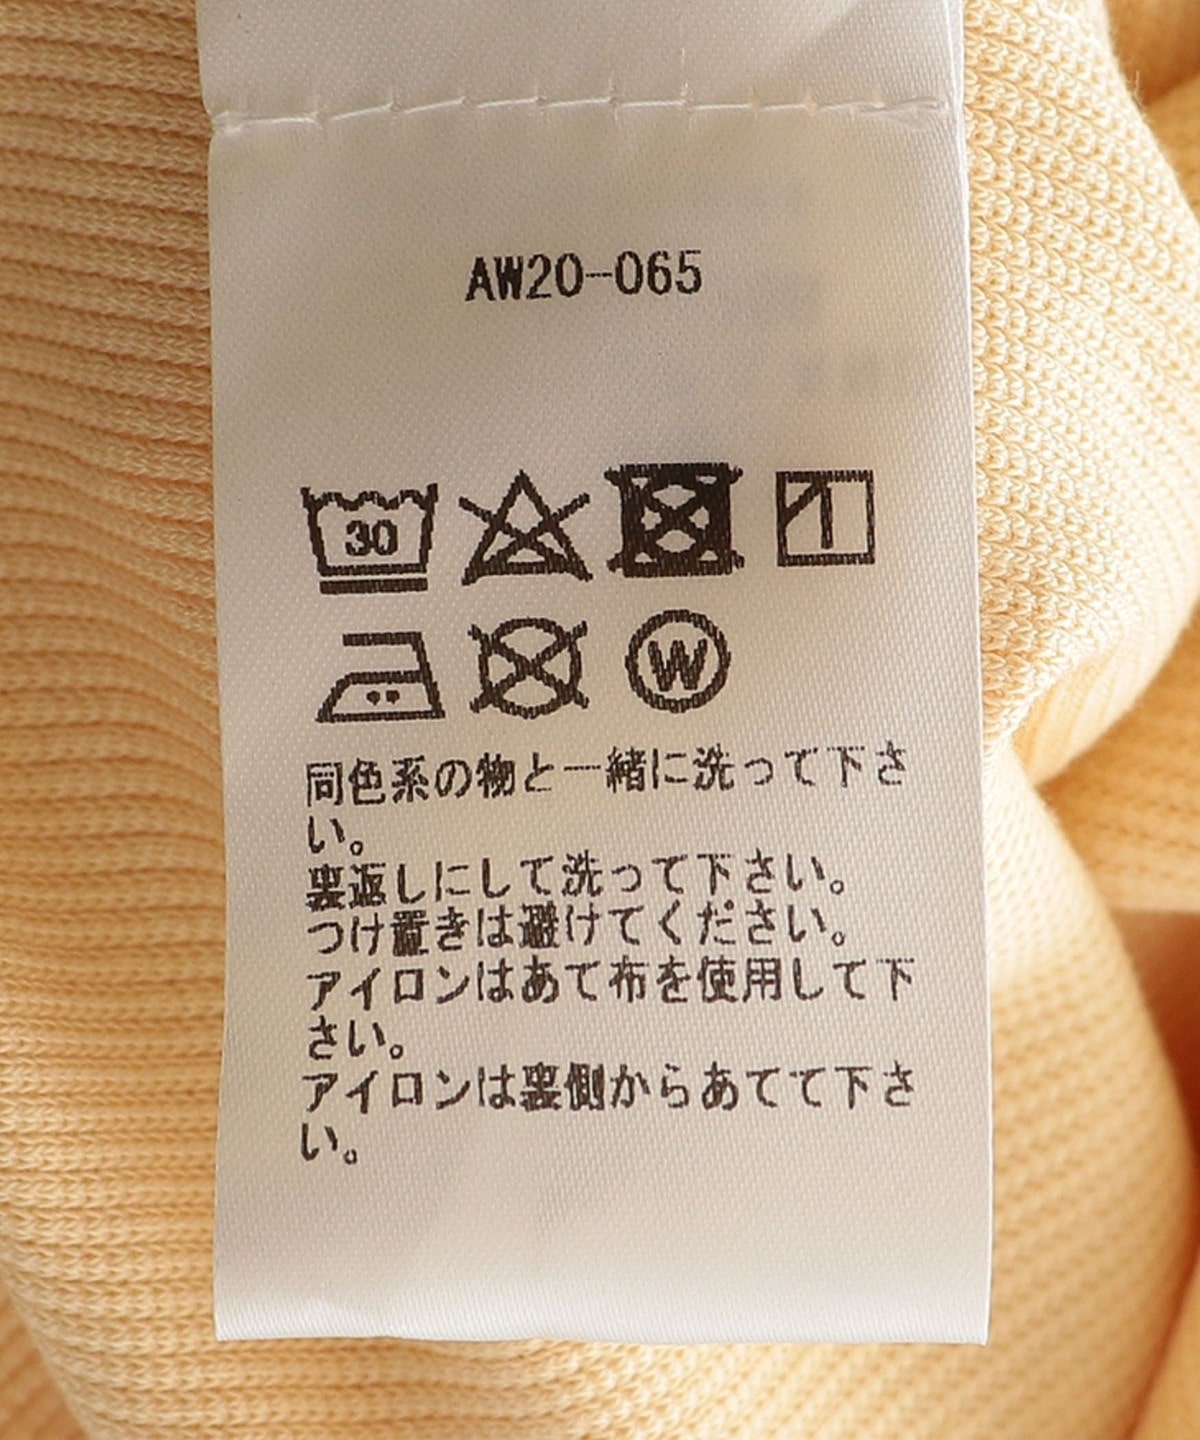 AW20-065
30
W
同色系の物と一緒に洗って下さ
い。
裏返しにして洗って下さい。
つけ置きは避けてください。
アイロンはあて布を使用して下
さい。
アイロンは裏側からあてて下さ
い。